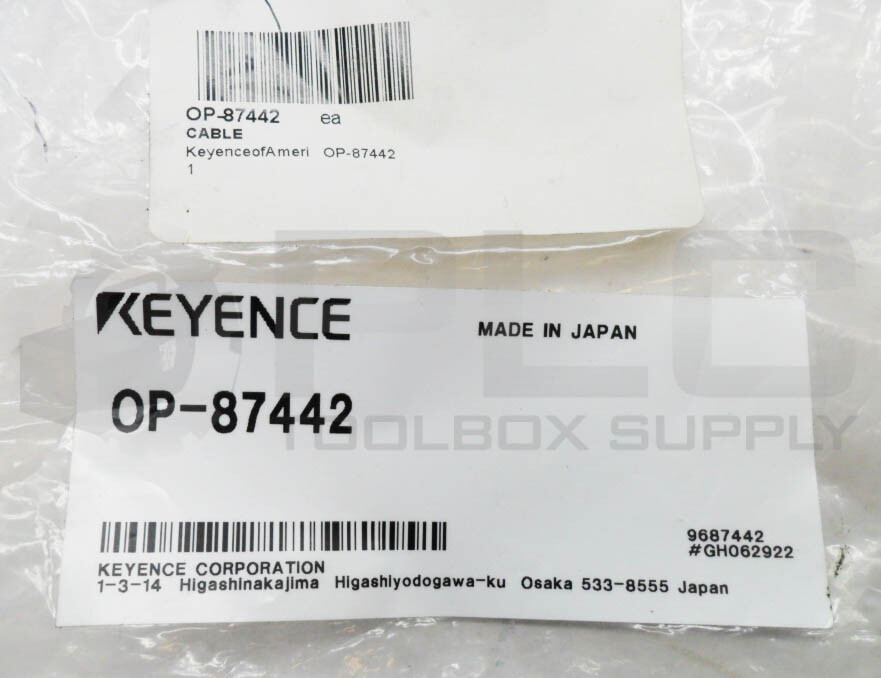 OP-87442 ea
CABLE
KeyenceofAmeri OP-87442
1
KEYENCE MADE IN JAPAN
OP-87442
PLC
TOOLBOX SUPPLY
9687442
#GH062922
KEYENCE CORPORATION
1-3-14 Higashinakajima Higashiyodogawa-ku Osaka 533-8555 Japan